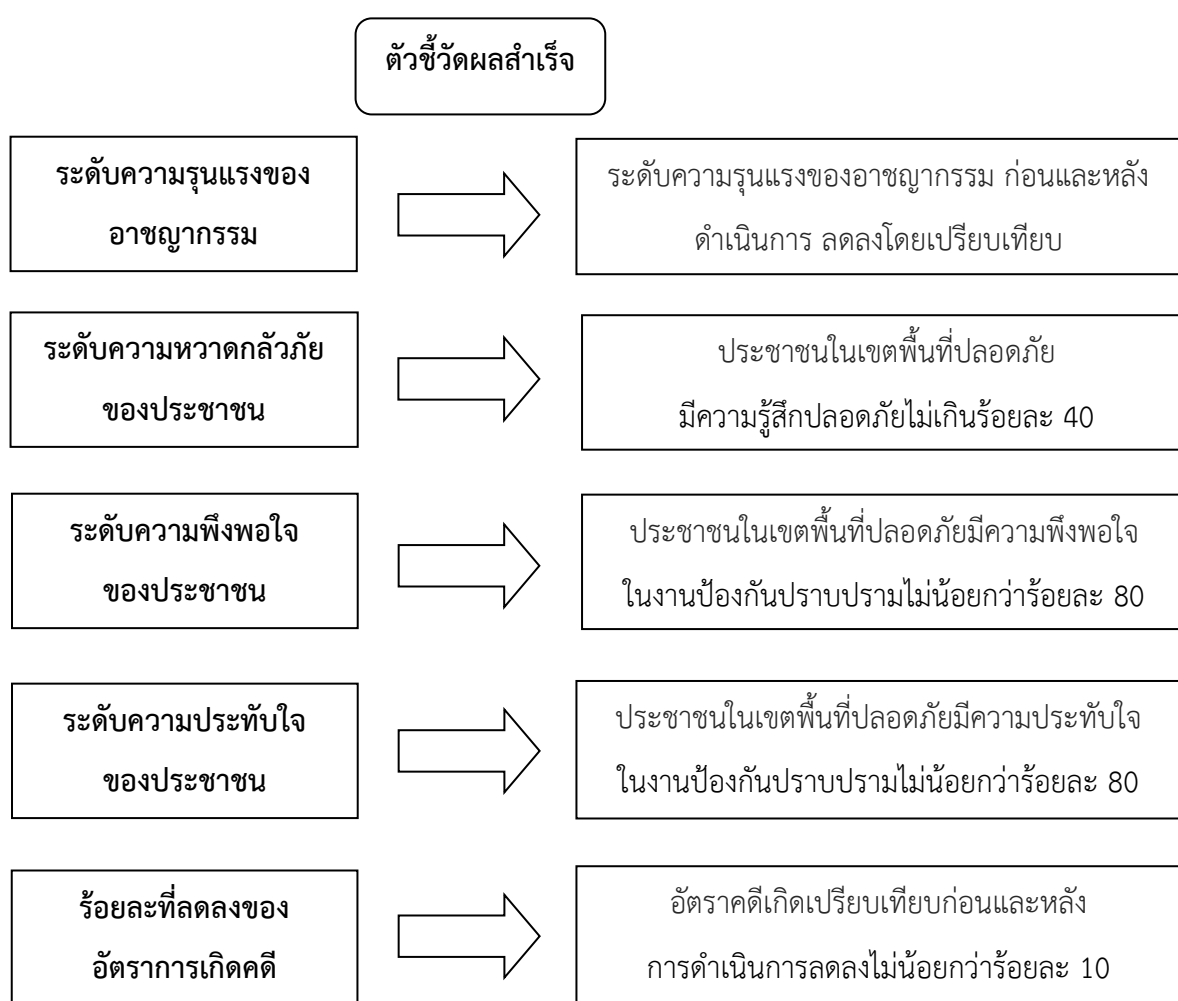 ตัวชี้วัดผลสำเร็จ
ระดับความรุนแรงของ
อาชญากรรม
ระดับความรุนแรงของอาชญากรรม ก่อนและหลัง
ดำเนินการ ลดลงโดยเปรียบเทียบ
ระดับความหวาดกลัวภัย
ของประชาชน
ประชาชนในเขตพื้นที่ปลอดภัย
มีความรู้สึกปลอดภัยไม่เกินร้อยละ 40
ระดับความพึงพอใจ
ของประชาชน
ประชาชนในเขตพื้นที่ปลอดภัยมีความพึงพอใจ
ในงานป้องกันปราบปรามไม่น้อยกว่าร้อยละ 80
ระดับความประทับใจ
ของประชาชน
ประชาชนในเขตพื้นที่ปลอดภัยมีความประทับใจ
ในงานป้องกันปราบปรามไม่น้อยกว่าร้อยละ 80
ร้อยละที่ลดลงของ
อัตราการเกิดคดี
อัตราคดีเกิดเปรียบเทียบก่อนและหลัง
การดำเนินการลดลงไม่น้อยกว่าร้อยละ 10